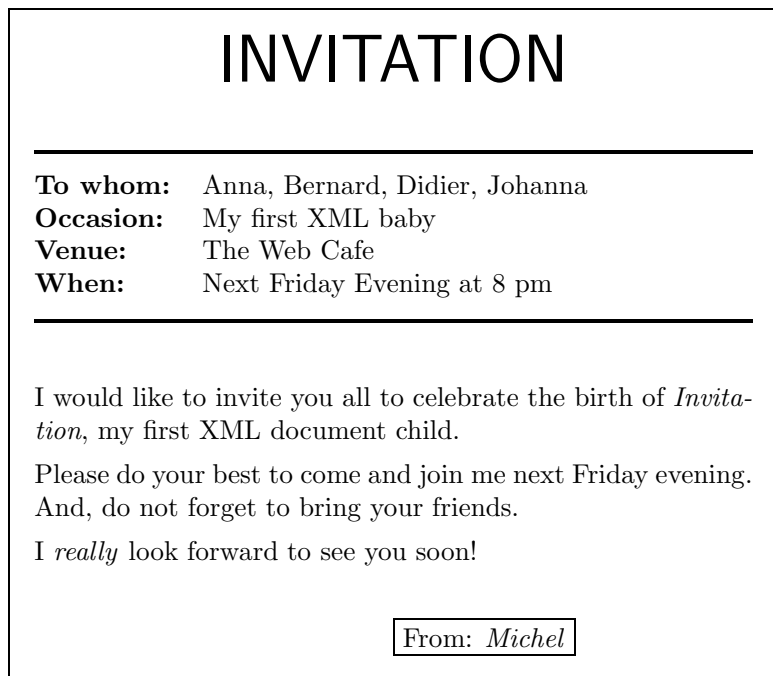 INVITATION
To whom: Anna, Bernard, Didier, Johanna
Occasion: My first XML baby
Venue: The Web Cafe
When: Next Friday Evening at 8 pm
I would like to invite you all to celebrate the birth of Invita-
tion, my first XML document child.
Please do your best to come and join me next Friday evening.
And, do not forget to bring your friends.
I really look forward to see you soon!
From: Michel